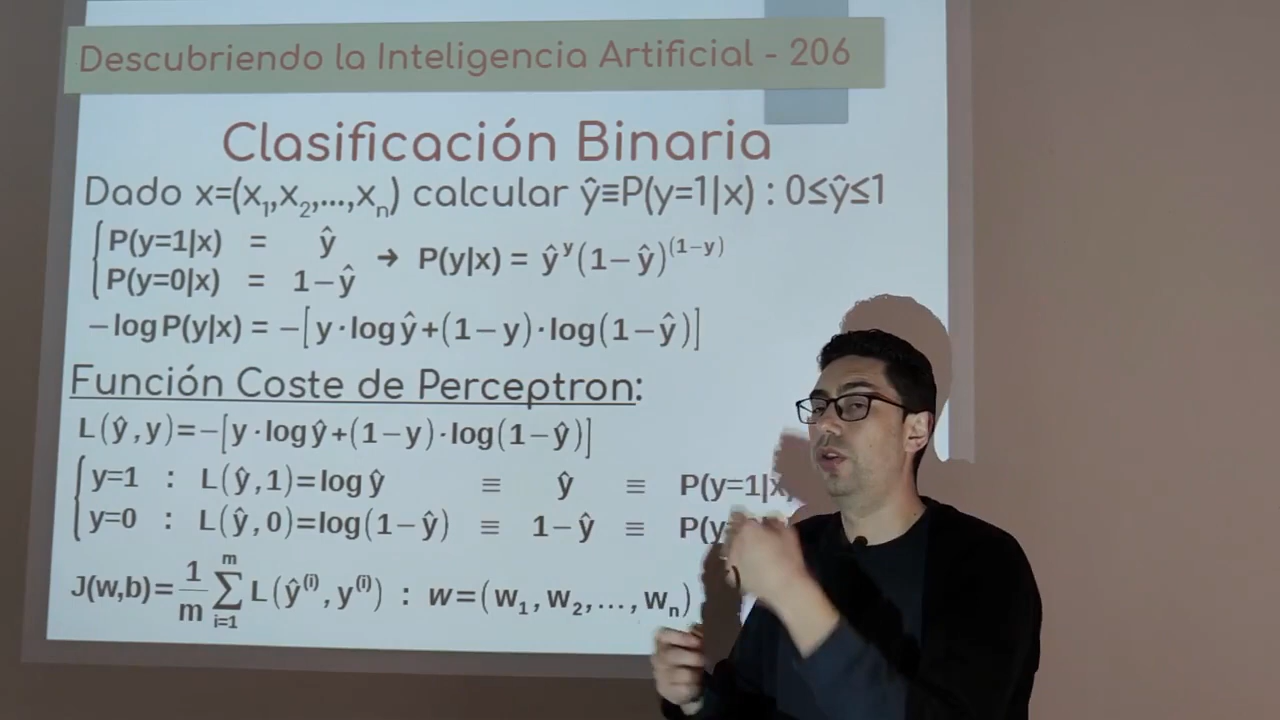 Descubriendo la Inteligencia Artificial - 206
Clasificación Binaria
Dado x=(x₁,x₂,...,xₙ) calcular ŷ≡P(y=1|x) : 0≤ŷ≤1
P(y=1|x) = ŷ
P(y=0|x) = 1-ŷ
→ P(y|x) = ŷʸ(1-ŷ)⁽¹⁻ʸ⁾
-log P(y|x) = -[y·log ŷ+(1-y)·log(1-ŷ)]
Función Coste de Perceptron:
L(ŷ,y)=-[y·log ŷ+(1-y)·log(1-ŷ)]
y=1 : L(ŷ,1)=log ŷ ≡ ŷ ≡ P(y=1|x
y=0 : L(ŷ,0)=log(1-ŷ) ≡ 1-ŷ ≡ P(y
J(w,b)=1/m ∑ᵢ₌₁ᵐ L(ŷ⁽ⁱ⁾,y⁽ⁱ⁾) : w=(w₁,w₂,...,wₙ)